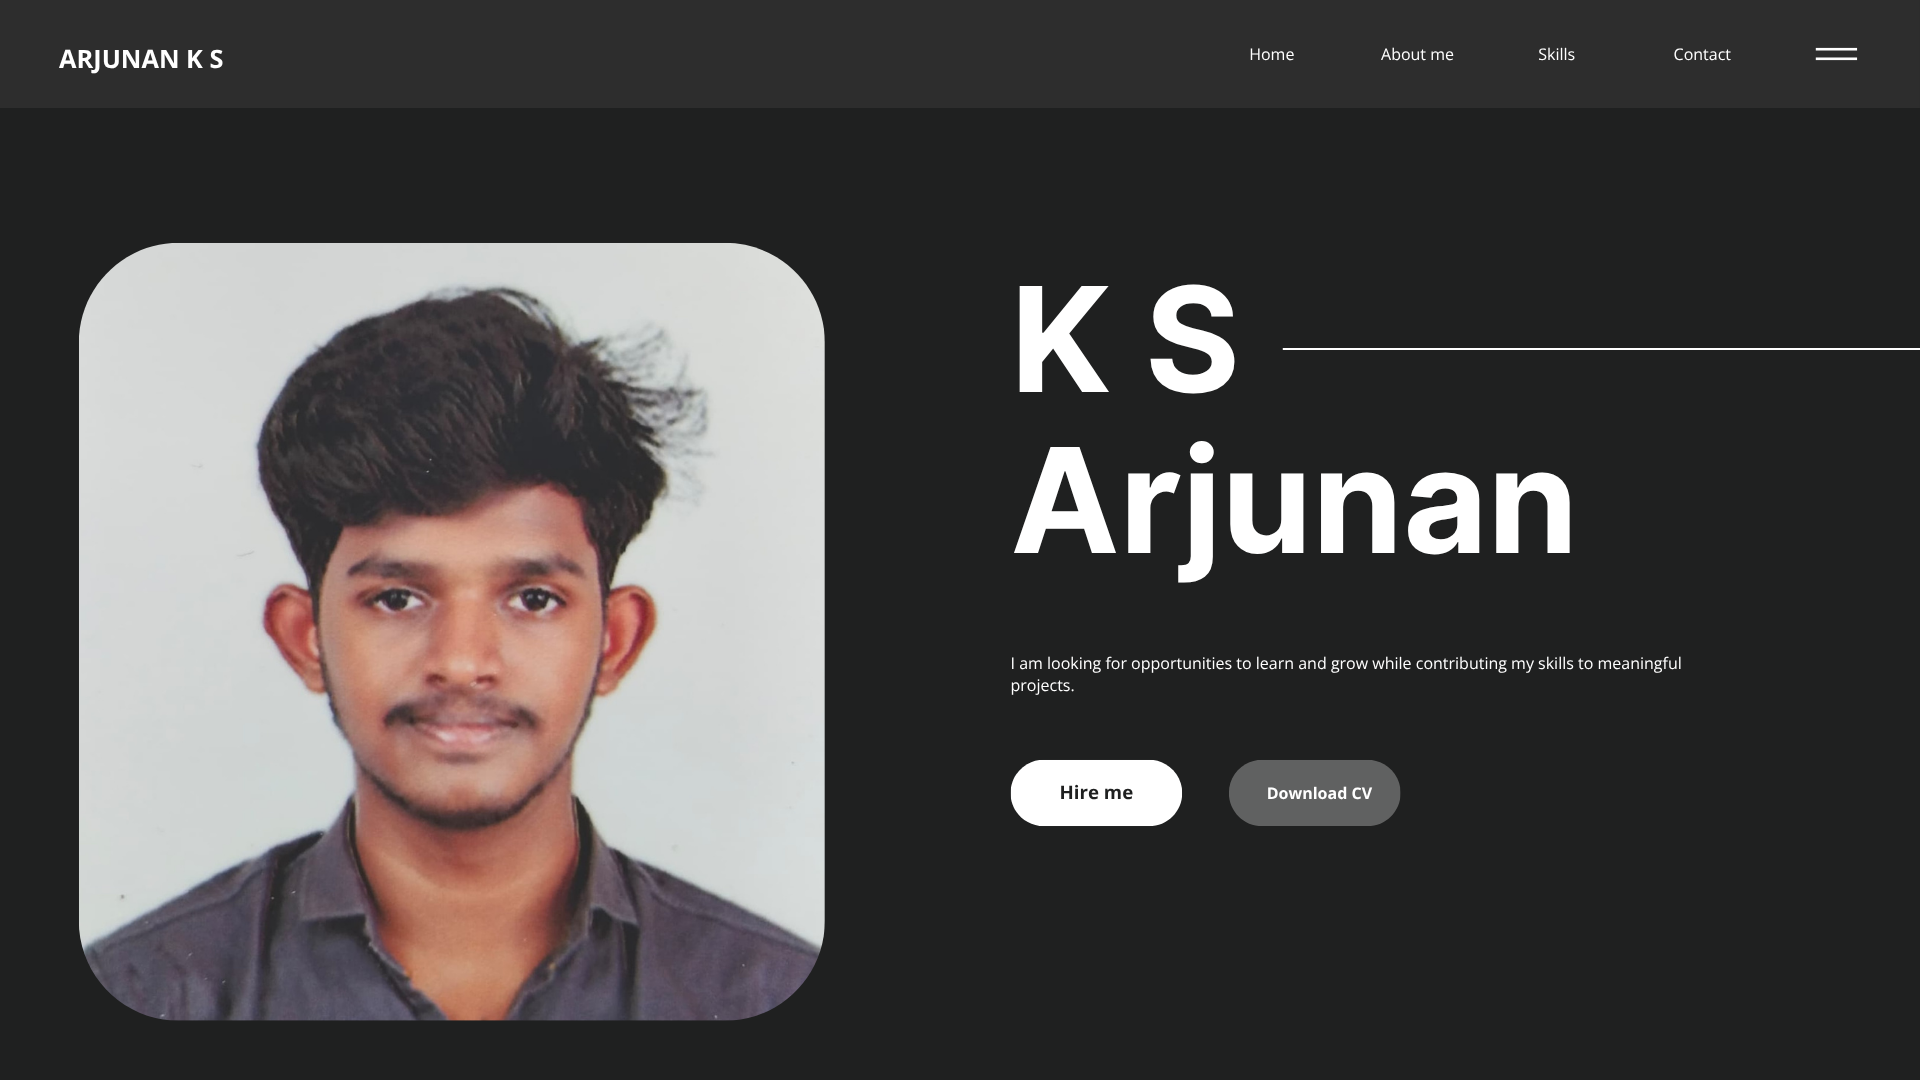 ARJUNAN K S
Home
About me
Skills
Contact
K S
Arjunan
I am looking for opportunities to learn and grow while contributing my skills to meaningful
projects.
Hire me
Download CV